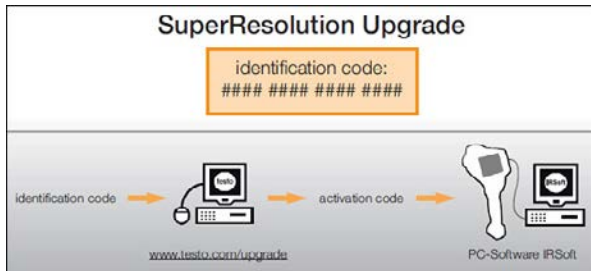 SuperResolution Upgrade
identification code:
#### #### #### ####
identification code
testo
activation code
IRSoft
www.testo.com/upgrade
PC-Software IRSoft